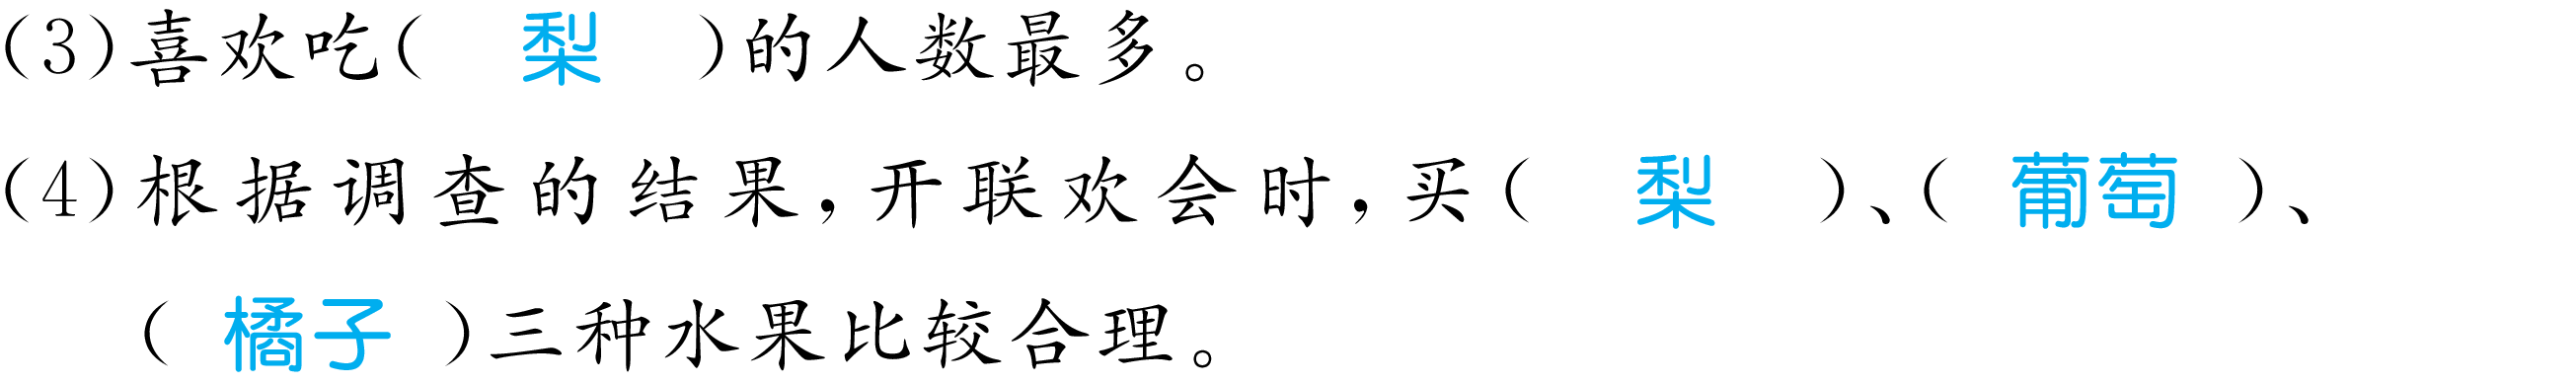 (3)喜欢吃( 梨 )的人数最多。
(4)根据调查的结果,开联欢会时,买( 梨 )、( 葡萄 )、
( 橘子 )三种水果比较合理。